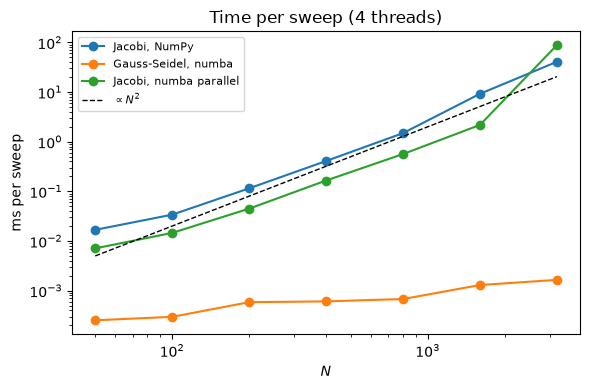 Time per sweep (4 threads)
Jacobi, NumPy
Gauss-Seidel, numba
Jacobi, numba parallel
∝ N²
ms per sweep
10²
10¹
10⁰
10⁻¹
10⁻²
10⁻³
10² 10³
N